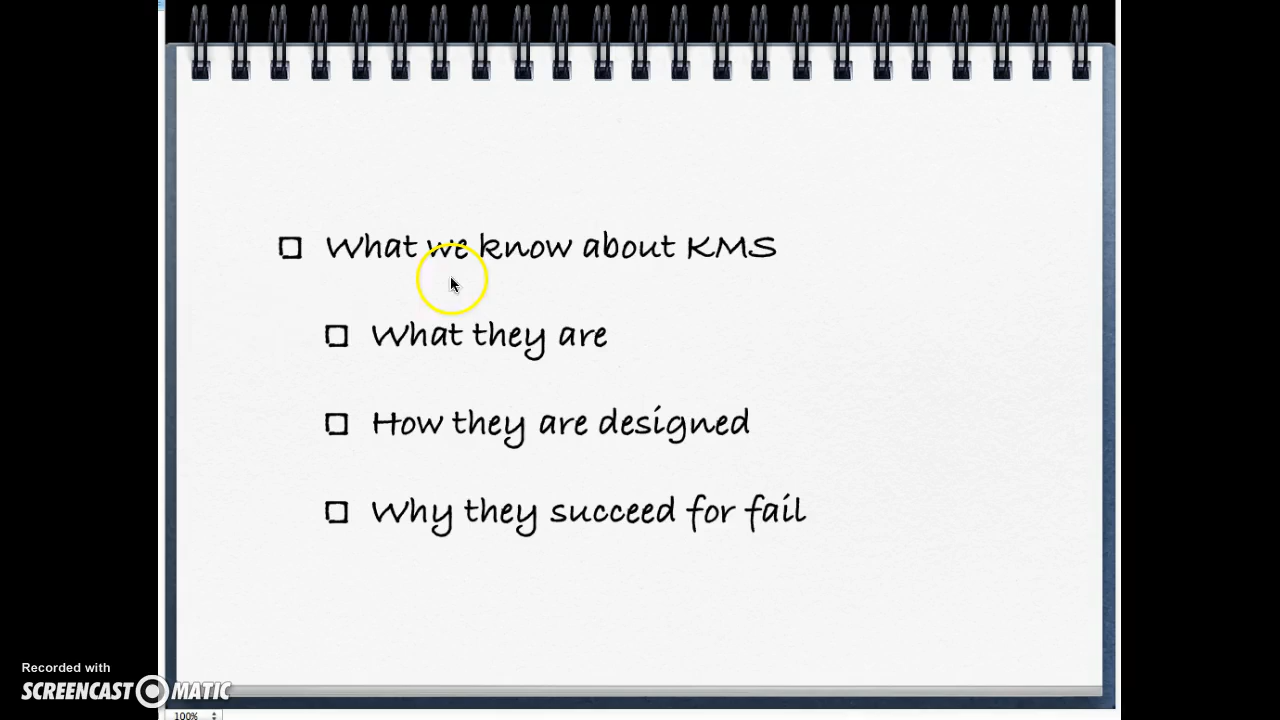 What we know about KMS
What they are
How they are designed
Why they succeed for fail
Recorded with
SCREENCAST MATIC
100%